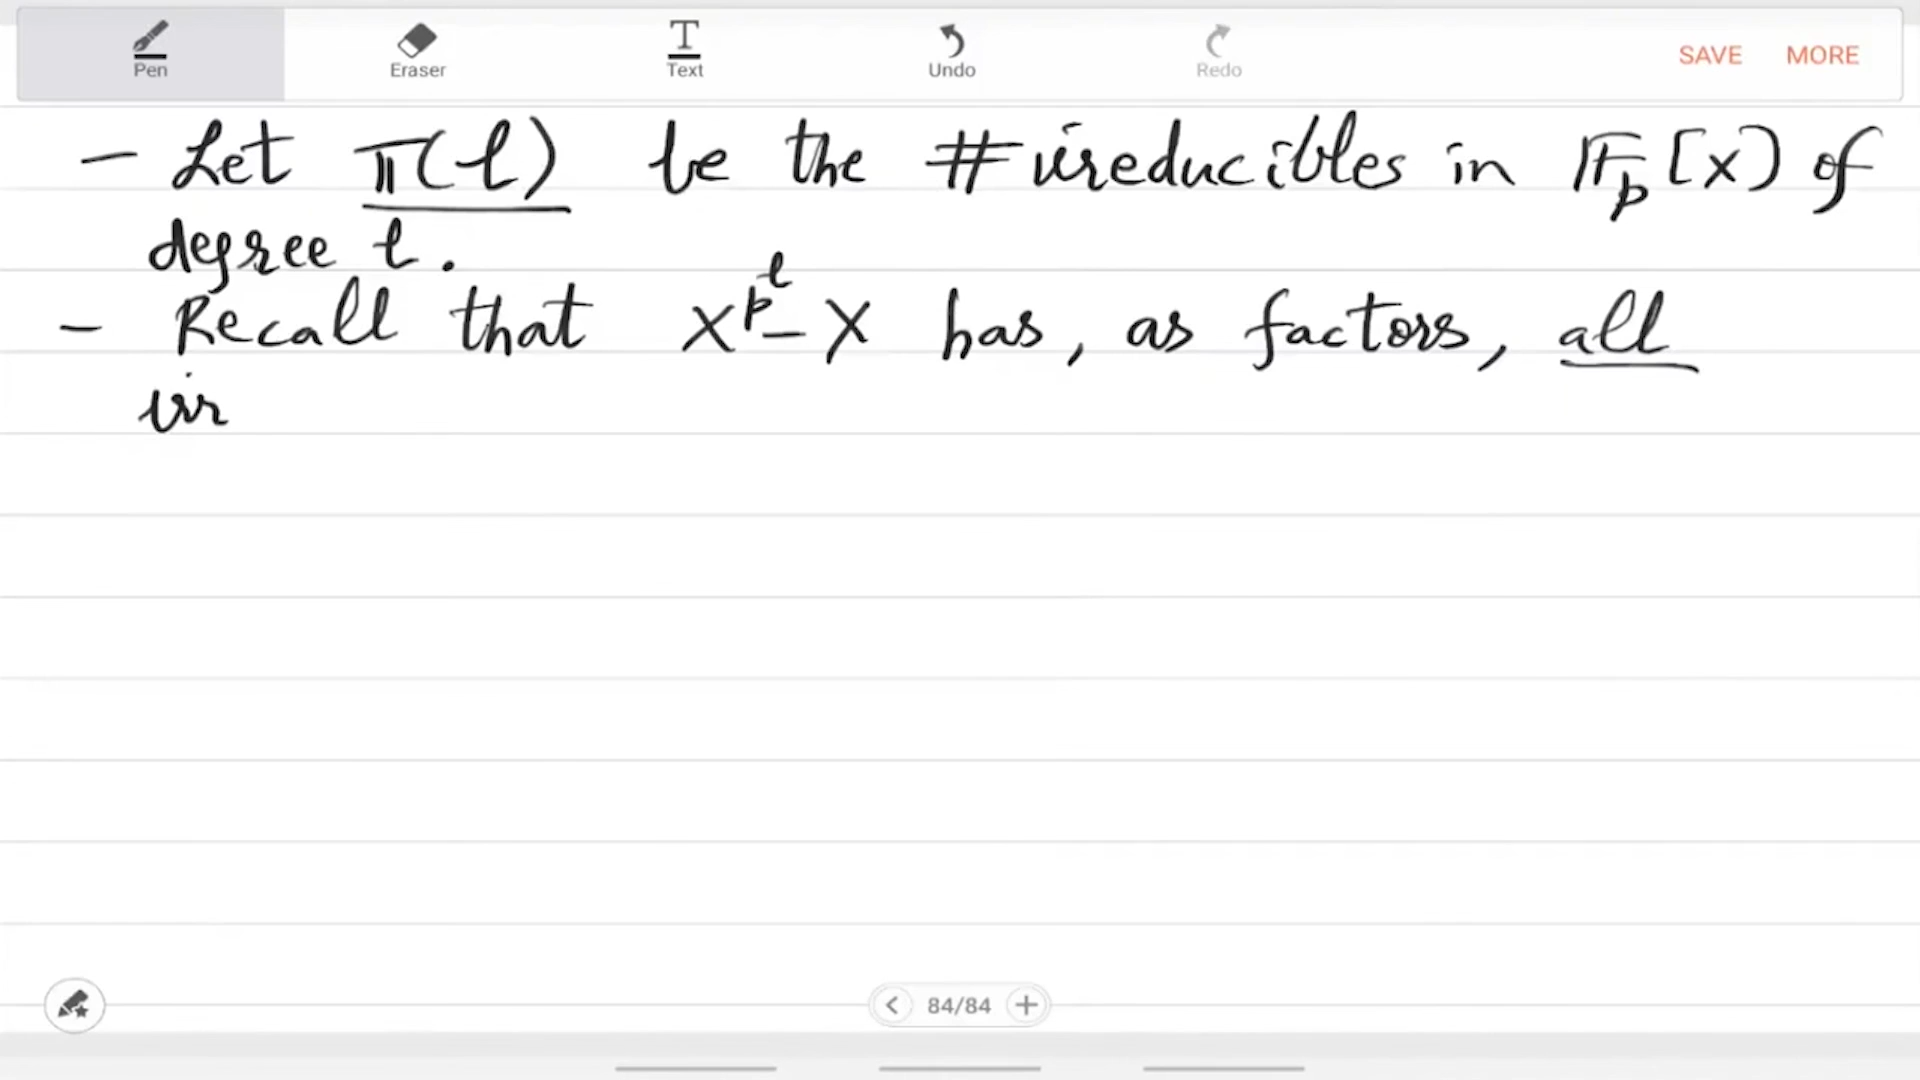 Pen Eraser Text Undo Redo SAVE MORE
- Let π(ℓ) be the # irreducibles in 𝔽ₚ[x] of
degree ℓ.
- Recall that x^{p^ℓ} - x has, as factors, all
irr
84/84